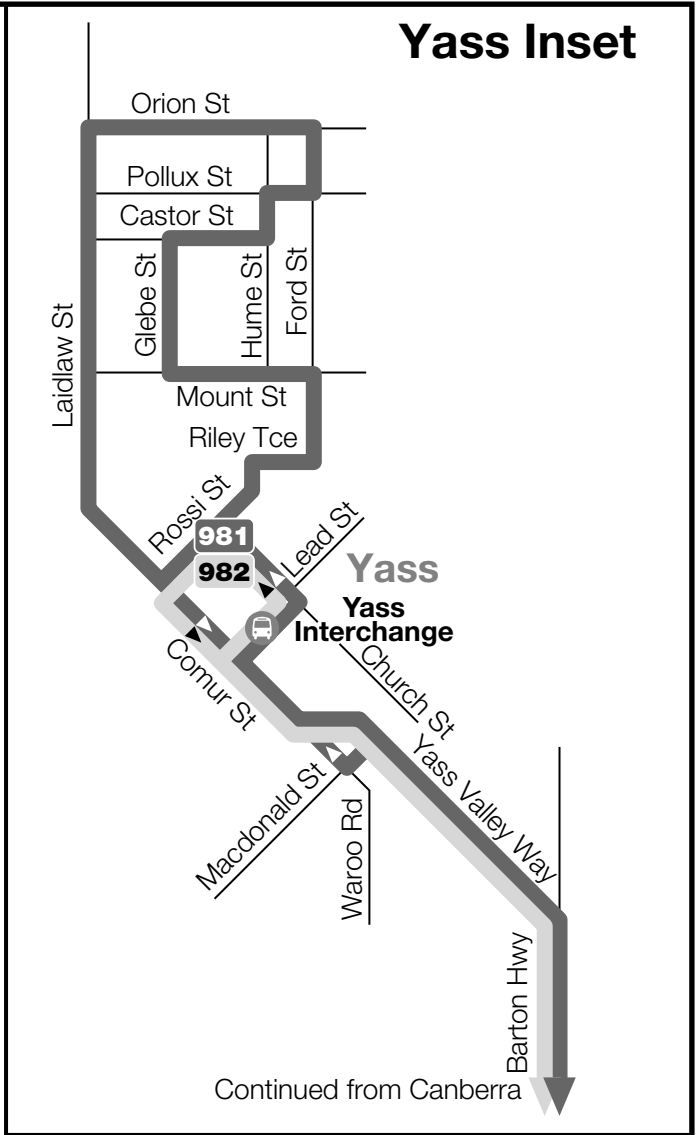 Yass Inset
Orion St
Pollux St
Castor St
Glebe St
Hume St
Ford St
Laidlaw St
Mount St
Riley Tce
Rossi St
981
982
Lead St
Yass
Yass
Interchange
Comur St
Church St
Yass Valley Way
Macdonald St
Waroo Rd
Barton Hwy
Continued from Canberra